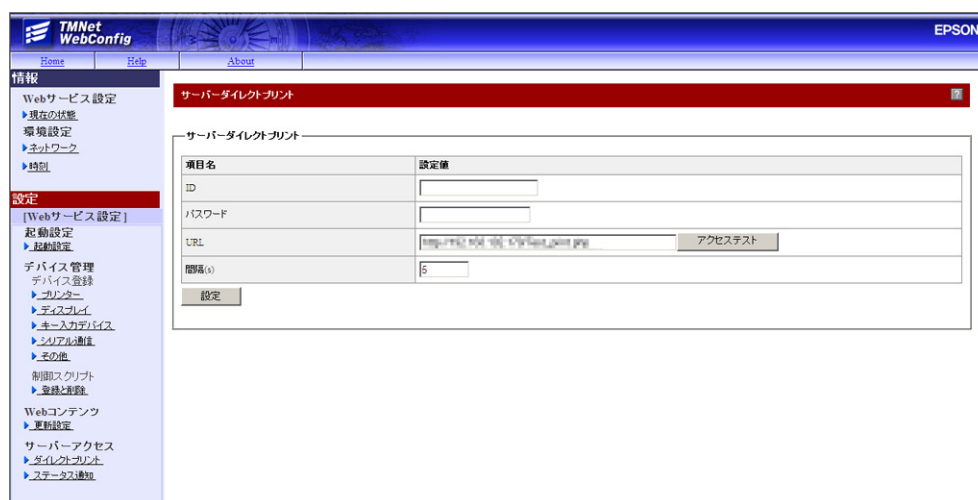 TMNet
WebConfig
EPSON
Home Help About
情報
Webサービス設定
現在の状態
環境設定
ネットワーク
時刻
設定
[Webサービス設定]
起動設定
起動設定
デバイス管理
デバイス登録
プリンター
ディスプレイ
キー入力デバイス
シリアル通信
その他
制御スクリプト
登録と削除
Webコンテンツ
更新設定
サーバーアクセス
ダイレクトプリント
ステータス通知
サーバーダイレクトプリント
?
サーバーダイレクトプリント
項目名 設定値
ID
パスワード
URL アクセステスト
間隔(s) 5
設定